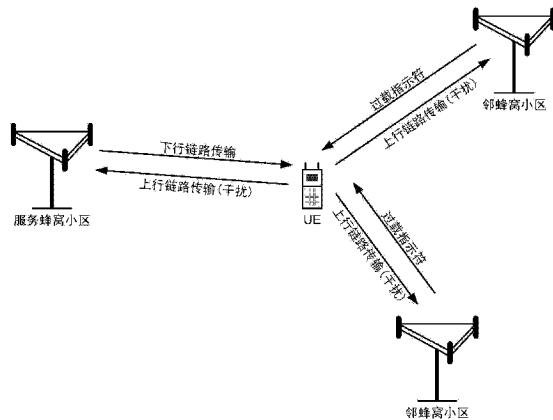 过载指示符
上行链路传输(干扰)
邻蜂窝小区
下行链路传输
上行链路传输(干扰)
服务蜂窝小区
UE
过载指示符
上行链路传输(干扰)
邻蜂窝小区